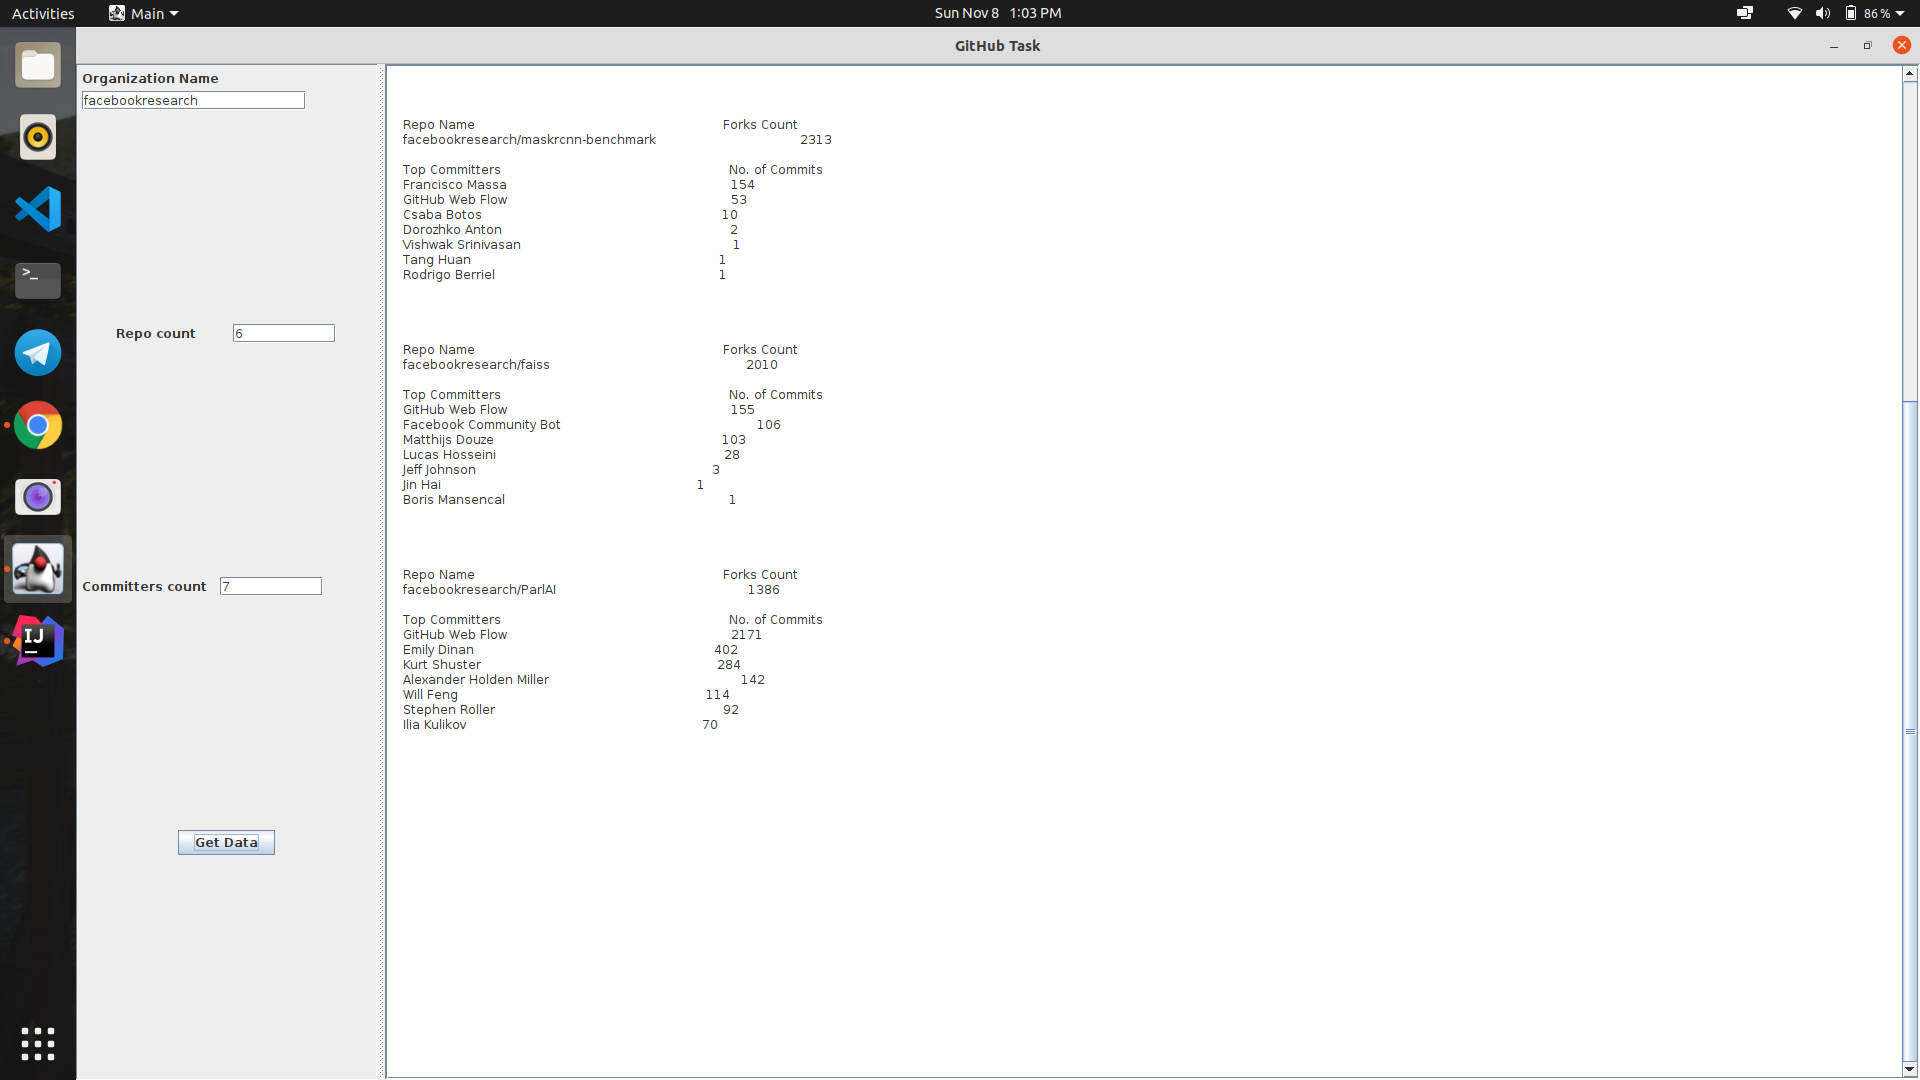 Activities Main Sun Nov 8 1:03 PM 86 %
GitHub Task
Organization Name
facebookresearch
Repo count 6
Committers count 7
Get Data
Repo Name Forks Count
facebookresearch/maskrcnn-benchmark 2313
Top Committers No. of Commits
Francisco Massa 154
GitHub Web Flow 53
Csaba Botos 10
Dorozhko Anton 2
Vishwak Srinivasan 1
Tang Huan 1
Rodrigo Berriel 1
Repo Name Forks Count
facebookresearch/faiss 2010
Top Committers No. of Commits
GitHub Web Flow 155
Facebook Community Bot 106
Matthijs Douze 103
Lucas Hosseini 28
Jeff Johnson 3
Jin Hai 1
Boris Mansencal 1
Repo Name Forks Count
facebookresearch/ParlAI 1386
Top Committers No. of Commits
GitHub Web Flow 2171
Emily Dinan 402
Kurt Shuster 284
Alexander Holden Miller 142
Will Feng 114
Stephen Roller 92
Ilia Kulikov 70
>_
IJ